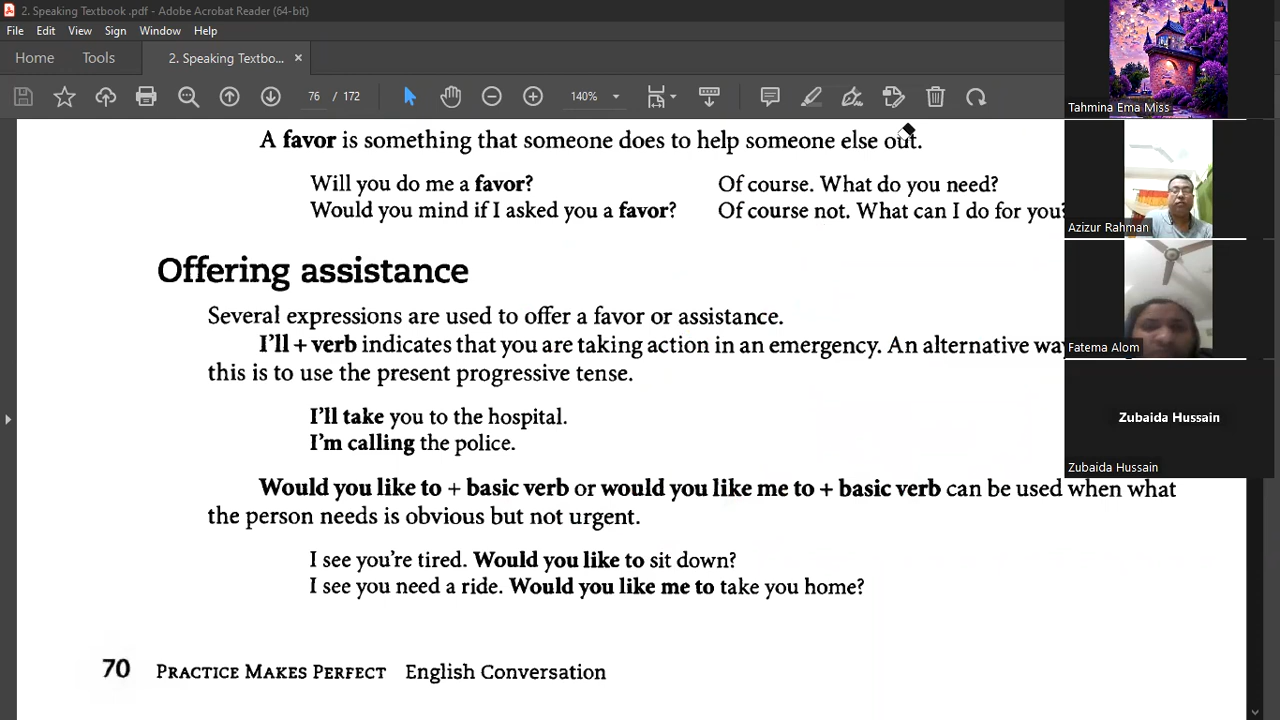 2. Speaking Textbook .pdf - Adobe Acrobat Reader (64-bit)
File Edit View Sign Window Help
Home Tools 2. Speaking Textbo... ×
76 / 172 140%
A favor is something that someone does to help someone else out.
Will you do me a favor? Of course. What do you need?
Would you mind if I asked you a favor? Of course not. What can I do for you?
Offering assistance
Several expressions are used to offer a favor or assistance.
I'll + verb indicates that you are taking action in an emergency. An alternative
this is to use the present progressive tense.
I'll take you to the hospital.
I'm calling the police.
Would you like to + basic verb or would you like me to + basic verb can be used when what
the person needs is obvious but not urgent.
I see you're tired. Would you like to sit down?
I see you need a ride. Would you like me to take you home?
70 PRACTICE MAKES PERFECT English Conversation
Tahmina Ema Miss
Azizur Rahman
Fatema Alom
Zubaida Hussain
Zubaida Hussain